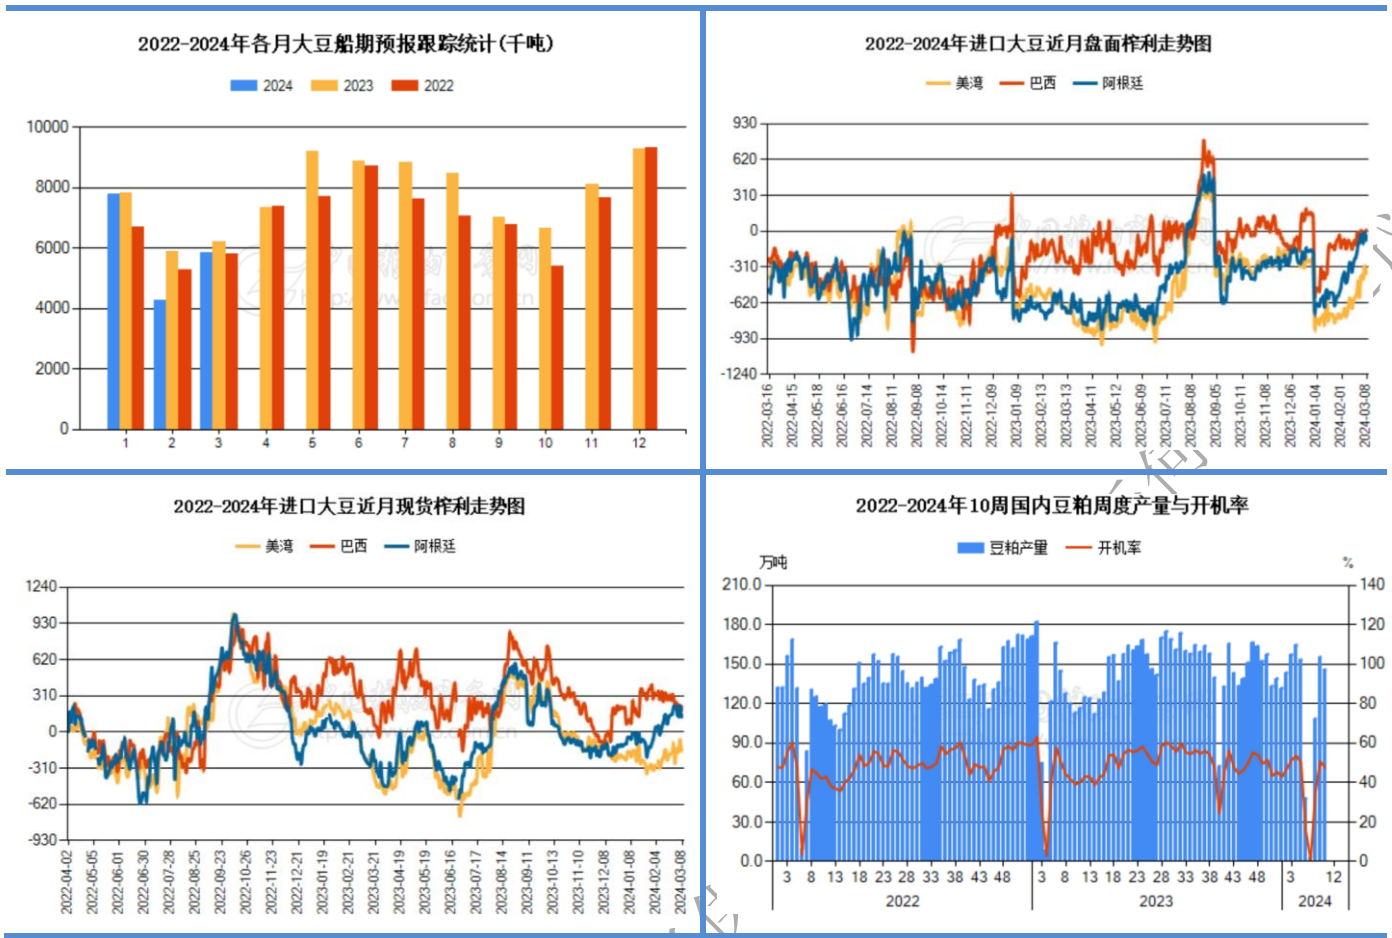 2022-2024年各月大豆船期预报跟踪统计(千吨)
2024 2023 2022
10000
8000
6000
4000
2000
0
1 2 3 4 5 6 7 8 9 10 11 12
2022-2024年进口大豆近月盘面榨利走势图
美湾 巴西 阿根廷
930
620
310
0
-310
-620
-930
-1240
2022-03-16 2022-04-15 2022-05-18 2022-06-16 2022-07-14 2022-08-11 2022-09-08 2022-10-14 2022-11-11 2022-12-09 2023-01-09 2023-02-13 2023-03-13 2023-04-11 2023-05-12 2023-06-09 2023-07-11 2023-08-08 2023-09-05 2023-10-11 2023-11-08 2023-12-06 2024-01-04 2024-02-01 2024-03-08
2022-2024年进口大豆近月现货榨利走势图
美湾 巴西 阿根廷
1240
930
620
310
0
-310
-620
-930
2022-04-02 2022-05-05 2022-06-01 2022-06-30 2022-07-28 2022-08-25 2022-09-23 2022-10-26 2022-11-23 2022-12-21 2023-01-19 2023-02-21 2023-03-21 2023-04-19 2023-05-19 2023-06-16 2023-07-17 2023-08-14 2023-09-11 2023-10-13 2023-11-10 2023-12-08 2024-01-08 2024-02-04 2024-03-08
2022-2024年10周国内豆粕周度产量与开机率
豆粕产量 开机率
万吨 %
210.0 140
180.0 120
150.0 100
120.0 80
90.0 60
60.0 40
30.0 20
0.0 0
3 8 13 18 23 28 33 38 43 48 3 8 13 18 23 28 33 38 43 48 3 12
2022 2023 2024